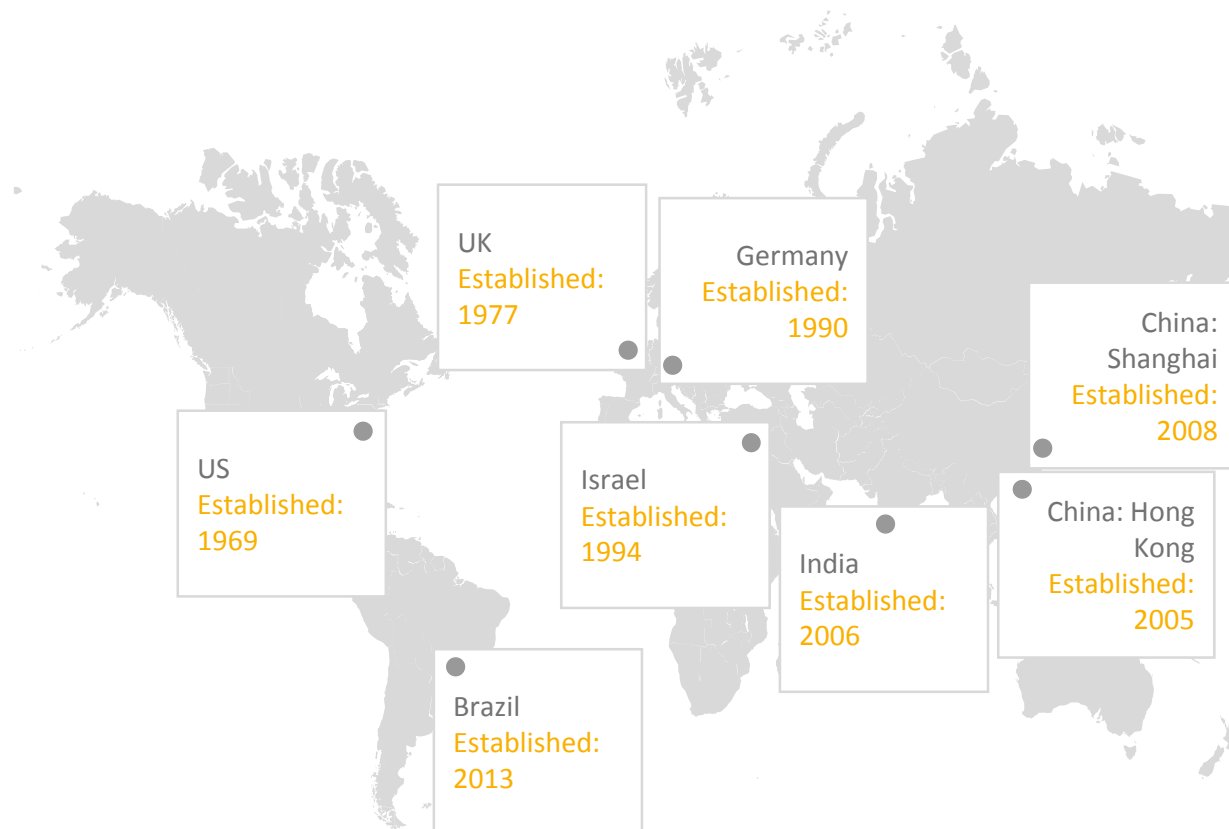 UK
Established:
1977
Germany
Established:
1990
China:
Shanghai
Established:
2008
US
Established:
1969
Israel
Established:
1994
India
Established:
2006
China: Hong
Kong
Established:
2005
Brazil
Established:
2013